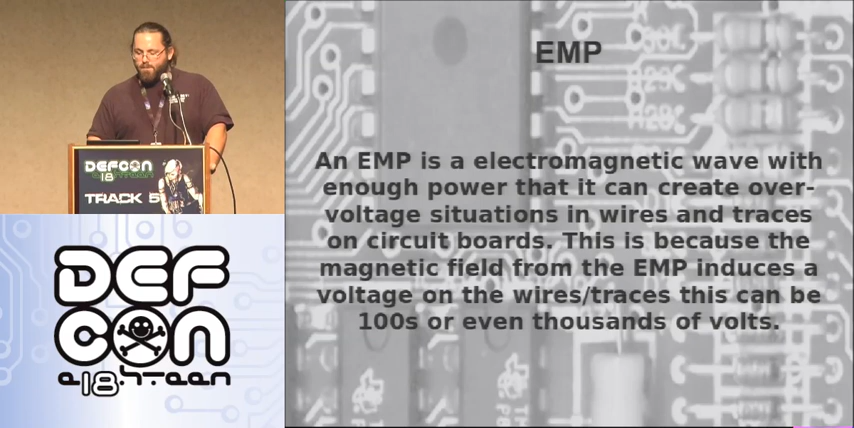 EMP
An EMP is a electromagnetic wave with
enough power that it can create over-
voltage situations in wires and traces
on circuit boards. This is because the
magnetic field from the EMP induces a
voltage on the wires/traces this can be
100s or even thousands of volts.
DEFCON
18
TRACK 5
DEF
CON
e18hteen